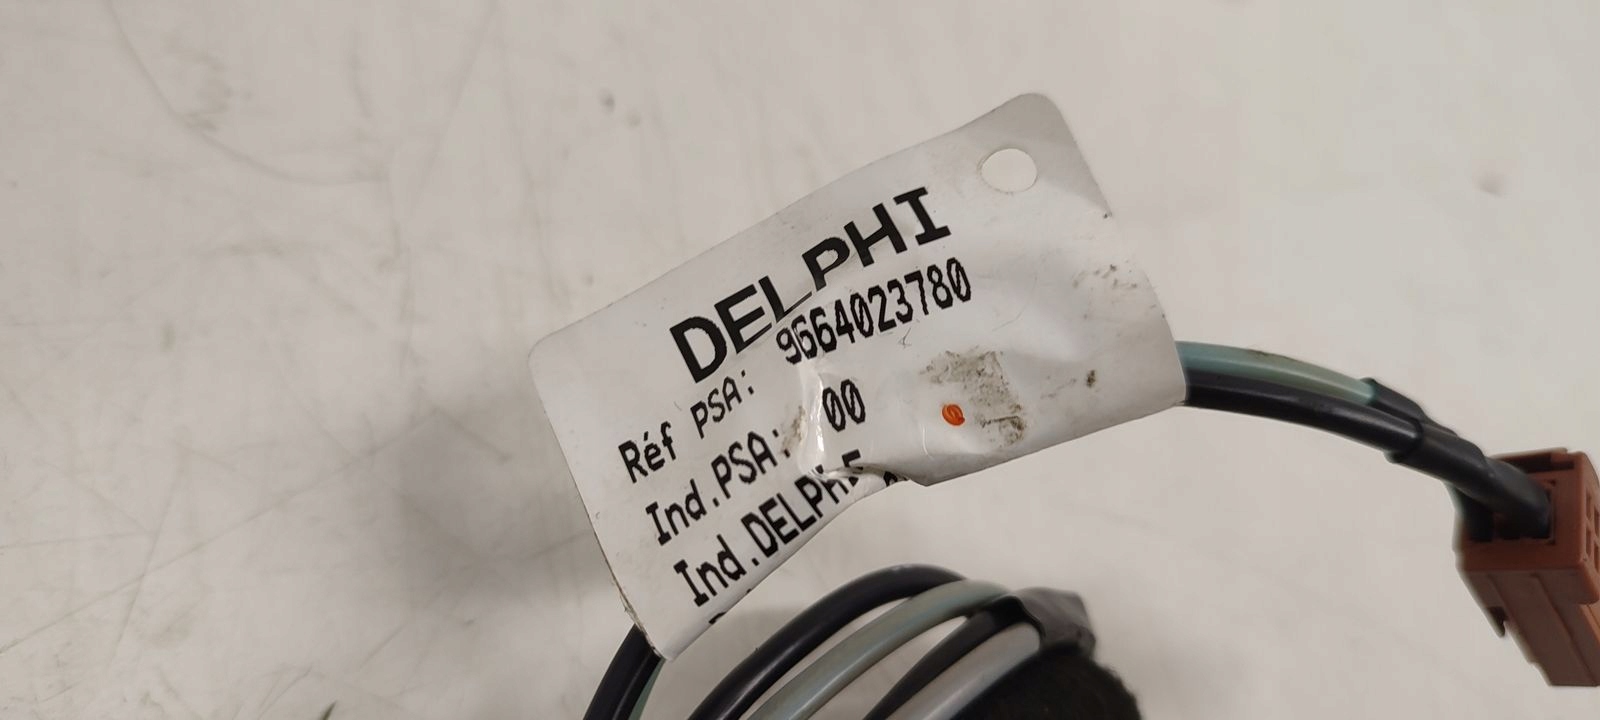 DELPHI
Réf PSA: 9664023780
Ind.PSA: 00
Ind.DELPHI